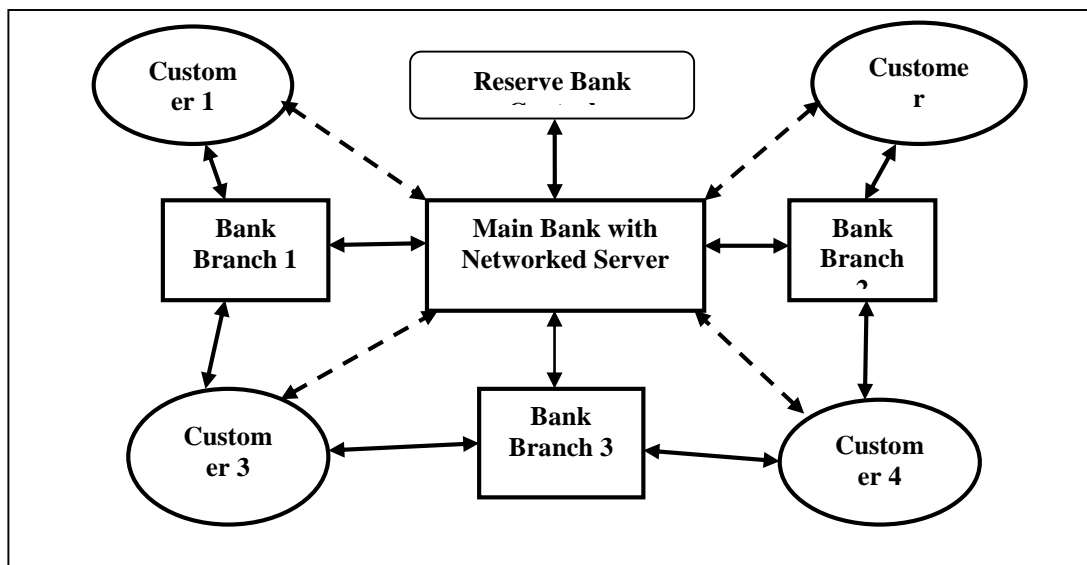 Custom
er 1
Reserve Bank
Custome
r
Bank
Branch 1
Main Bank with
Networked Server
Bank
Branch
Custom
er 3
Bank
Branch 3
Custom
er 4